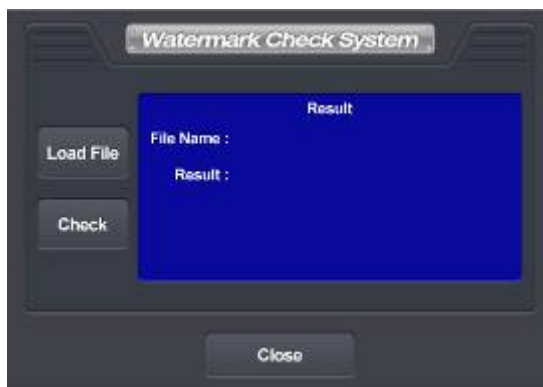 Watermark Check System
Result
File Name :
Load File
Result :
Check
Close